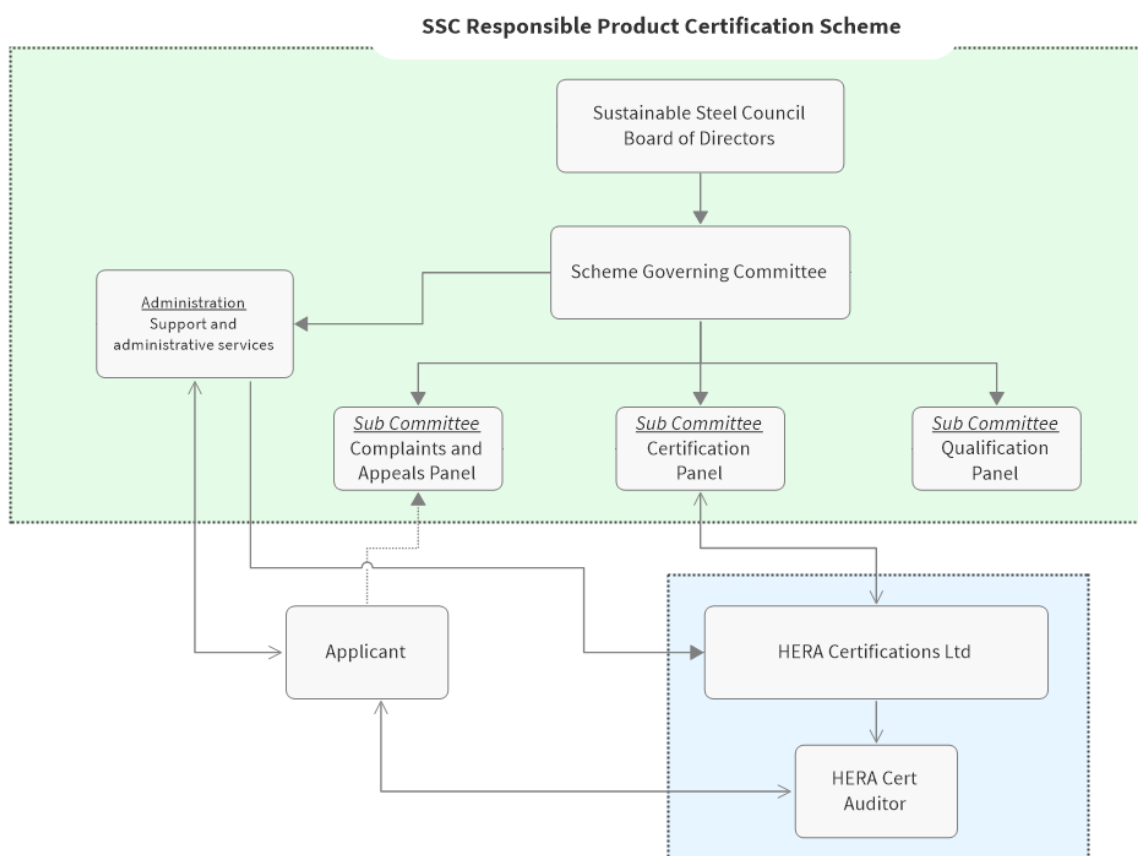 SSC Responsible Product Certification Scheme
Sustainable Steel Council
Board of Directors
Scheme Governing Committee
Administration
Support and
administrative services
Sub Committee
Complaints and
Appeals Panel
Sub Committee
Certification
Panel
Sub Committee
Qualification
Panel
Applicant
HERA Certifications Ltd
HERA Cert
Auditor